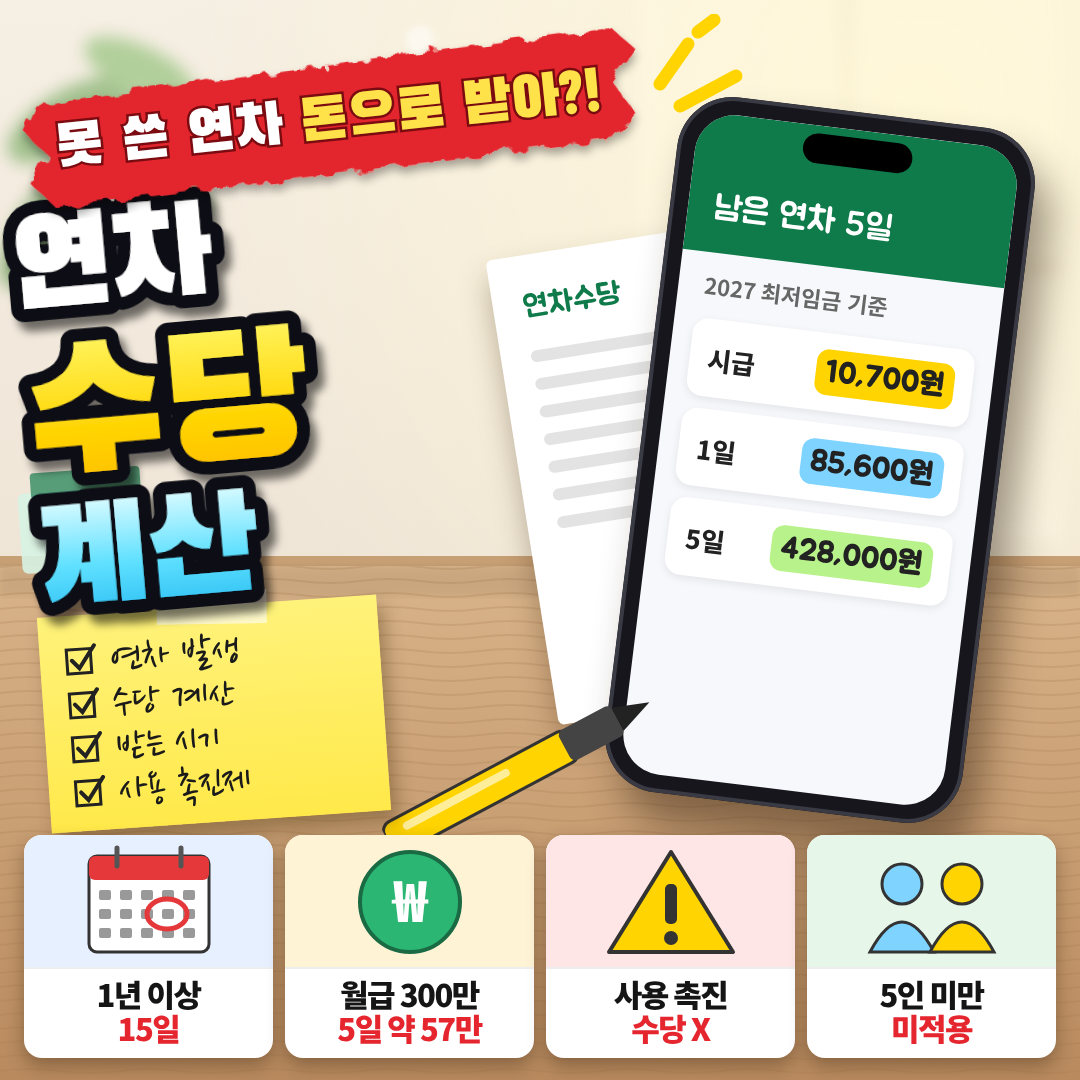 못 쓴 연차 돈으로 받아?!
연차
수당
계산
연차수당
남은 연차 5일
2027 최저임금 기준
시급 10,700원
1일 85,600원
5일 428,000원
연차 발생
수당 계산
받는 시기
사용 촉진제
₩
1년 이상
15일
월급 300만
5일 약 57만
사용 촉진
수당 X
5인 미만
미적용